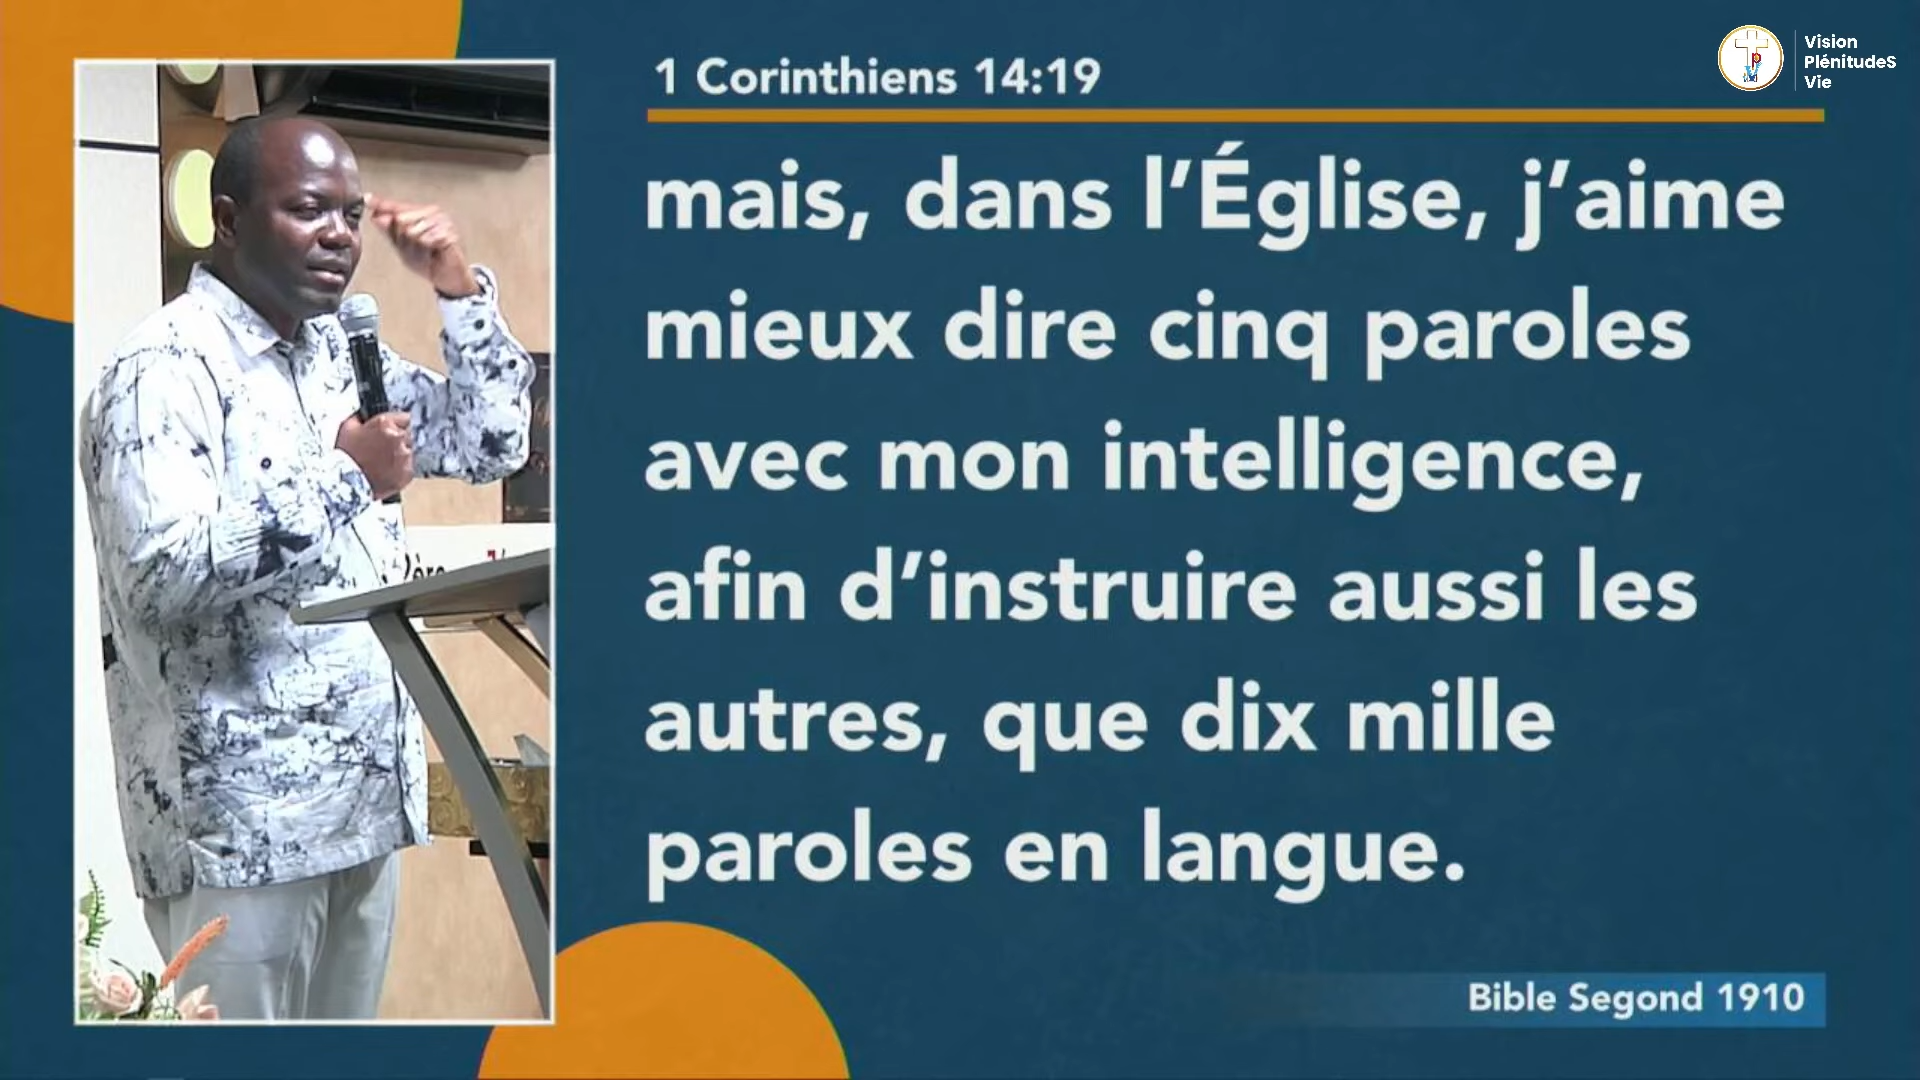 1 Corinthiens 14:19
Vision
PlénitudeS
Vie
mais, dans l’Église, j’aime
mieux dire cinq paroles
avec mon intelligence,
afin d’instruire aussi les
autres, que dix mille
paroles en langue.
Bible Segond 1910